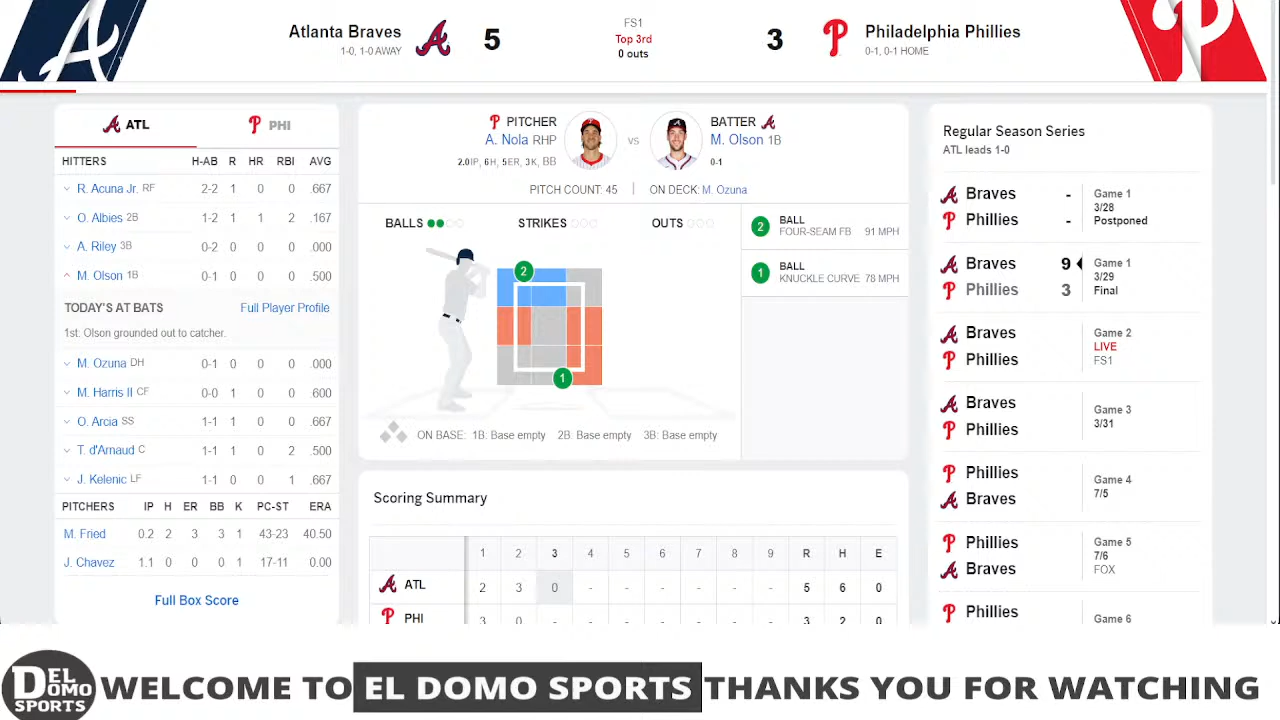 Atlanta Braves
1-0, 1-0 AWAY
5
FS1
Top 3rd
0 outs
3
Philadelphia Phillies
0-1, 0-1 HOME
ATL
PHI
HITTERS H-AB R HR RBI AVG
R. Acuna Jr. RF 2-2 1 0 0 .667
O. Albies 2B 1-2 1 1 2 .167
A. Riley 3B 0-2 0 0 0 .000
M. Olson 1B 0-1 0 0 0 .500
TODAY'S AT BATS Full Player Profile
1st: Olson grounded out to catcher.
M. Ozuna DH 0-1 0 0 0 .000
M. Harris II CF 0-0 1 0 0 .600
O. Arcia SS 1-1 1 0 0 .667
T. d'Arnaud C 1-1 1 0 2 .500
J. Kelenic LF 1-1 0 0 1 .667
PITCHERS IP H ER BB K PC-ST ERA
M. Fried 0.2 2 3 3 1 43-23 40.50
J. Chavez 1.1 0 0 0 1 17-11 0.00
Full Box Score
PITCHER
A. Nola RHP
2.0IP, 6H, 5ER, 3K, BB
vs
BATTER
M. Olson 1B
0-1
PITCH COUNT: 45 ON DECK: M. Ozuna
BALLS STRIKES OUTS
2
1
2 BALL
FOUR-SEAM FB 91 MPH
1 BALL
KNUCKLE CURVE 78 MPH
ON BASE: 1B: Base empty 2B: Base empty 3B: Base empty
Scoring Summary
1 2 3 4 5 6 7 8 9 R H E
ATL 2 3 0 - - - - - - 5 6 0
PHI 3 0 - - - - - - - 3 2 0
Regular Season Series
ATL leads 1-0
Braves - Game 1
3/28
Phillies - Postponed
Braves 9 Game 1
3/29
Phillies 3 Final
Braves Game 2
LIVE
Phillies FS1
Braves Game 3
3/31
Phillies
Phillies Game 4
7/5
Braves
Phillies Game 5
7/6
Braves FOX
Phillies Game 6
DEL DOMO SPORTS
WELCOME TO EL DOMO SPORTS THANKS YOU FOR WATCHING